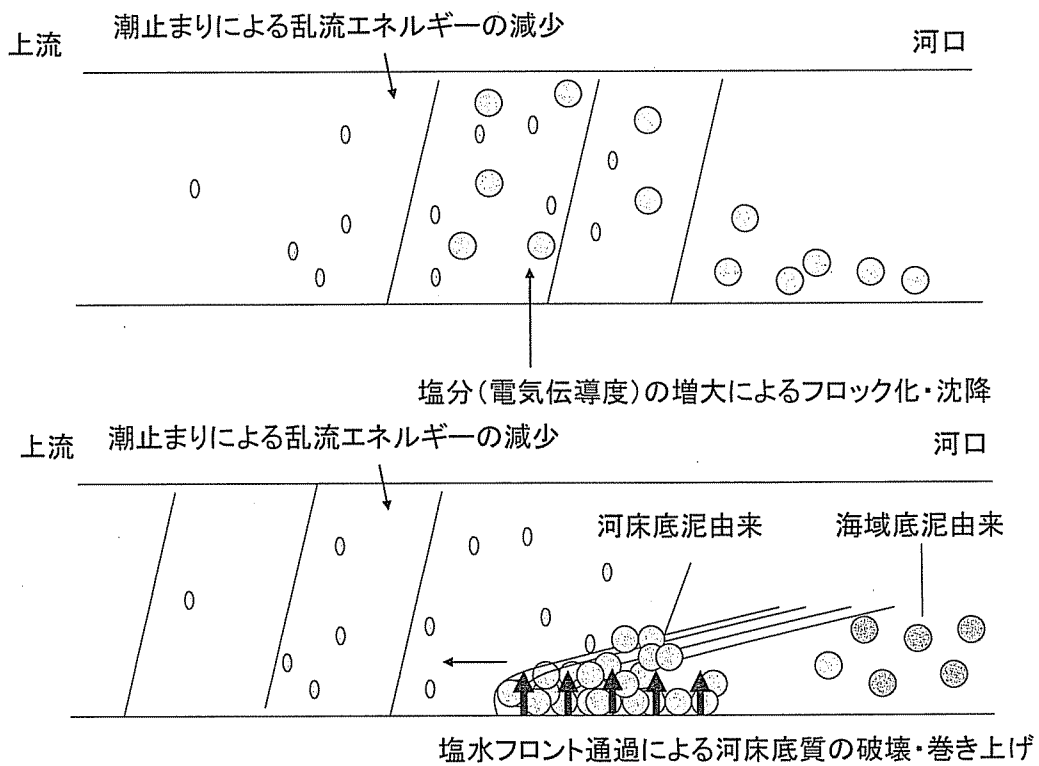 潮止まりによる乱流エネルギーの減少
上流
河口
塩分(電気伝導度)の増大によるフロック化・沈降
潮止まりによる乱流エネルギーの減少
上流
河口
河床底泥由来
海域底泥由来
塩水フロント通過による河床底質の破壊・巻き上げ